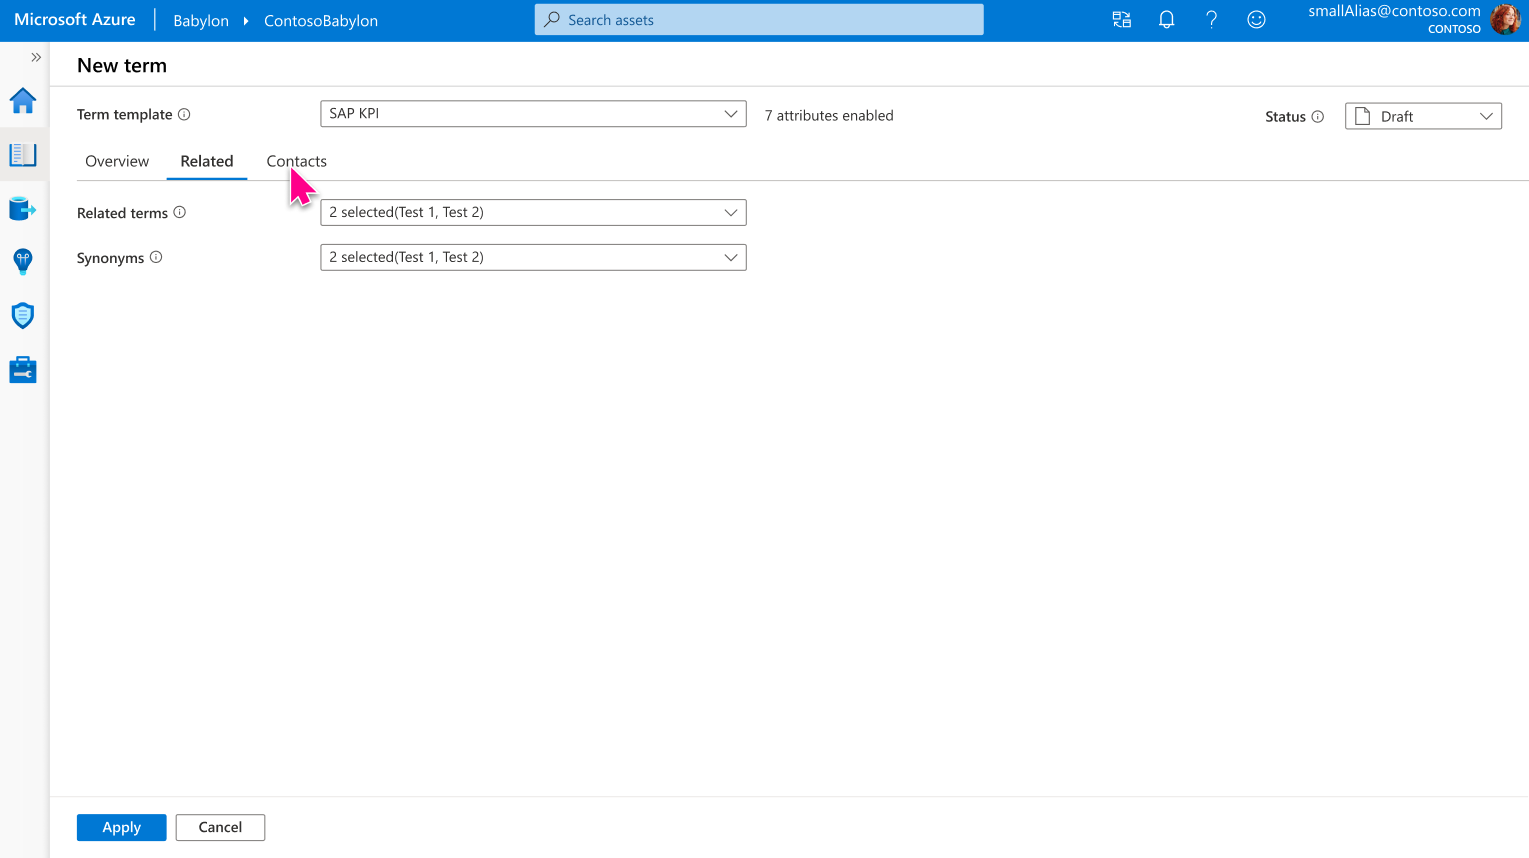 Microsoft Azure Babylon ContosoBabylon Search assets smallAlias@contoso.com
CONTOSO
New term
Term template SAP KPI 7 attributes enabled Status Draft
Overview Related Contacts
Related terms 2 selected(Test 1, Test 2)
Synonyms 2 selected(Test 1, Test 2)
Apply Cancel